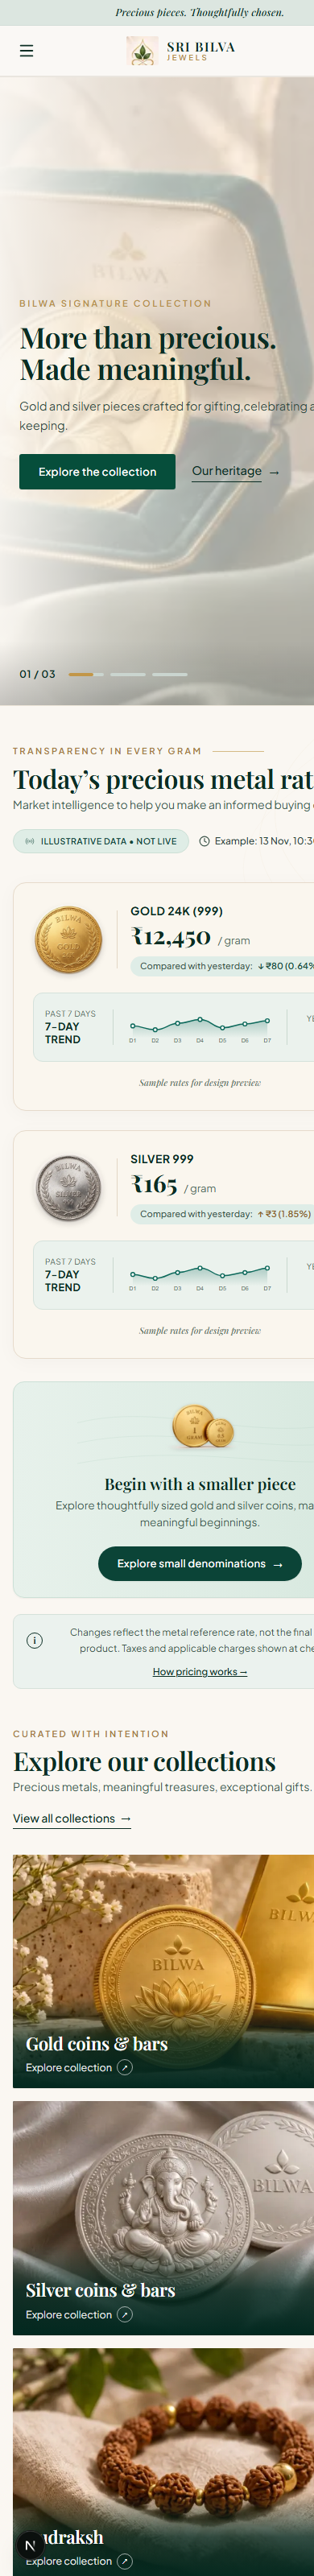 Precious pieces. Thoughtfully chosen.
SRI BILVA
JEWELS
BILWA
BILWA SIGNATURE COLLECTION
More than precious.
Made meaningful.
Gold and silver pieces crafted for gifting,celebrating a
keeping.
Explore the collection
Our heritage →
01 / 03
TRANSPARENCY IN EVERY GRAM
Today’s precious metal rat
Market intelligence to help you make an informed buying
ILLUSTRATIVE DATA • NOT LIVE
Example: 13 Nov, 10:3
BILWA
GOLD
GOLD 24K (999)
₹12,450 / gram
Compared with yesterday: ↓ ₹80 (0.64%
PAST 7 DAYS
7-DAY
TREND
D1 D2 D3 D4 D5 D6 D7
YE
Sample rates for design preview
BILWA
SILVER
SILVER 999
₹165 / gram
Compared with yesterday: ↑ ₹3 (1.85%)
PAST 7 DAYS
7-DAY
TREND
D1 D2 D3 D4 D5 D6 D7
YE
Sample rates for design preview
Begin with a smaller piece
Explore thoughtfully sized gold and silver coins, ma
meaningful beginnings.
Explore small denominations →
Changes reflect the metal reference rate, not the final
product. Taxes and applicable charges shown at che
How pricing works →
CURATED WITH INTENTION
Explore our collections
Precious metals, meaningful treasures, exceptional gifts.
View all collections →
BILWA
BILW
Gold coins & bars
Explore collection
BILWA
Silver coins & bars
Explore collection
N
udraksh
Explore collection